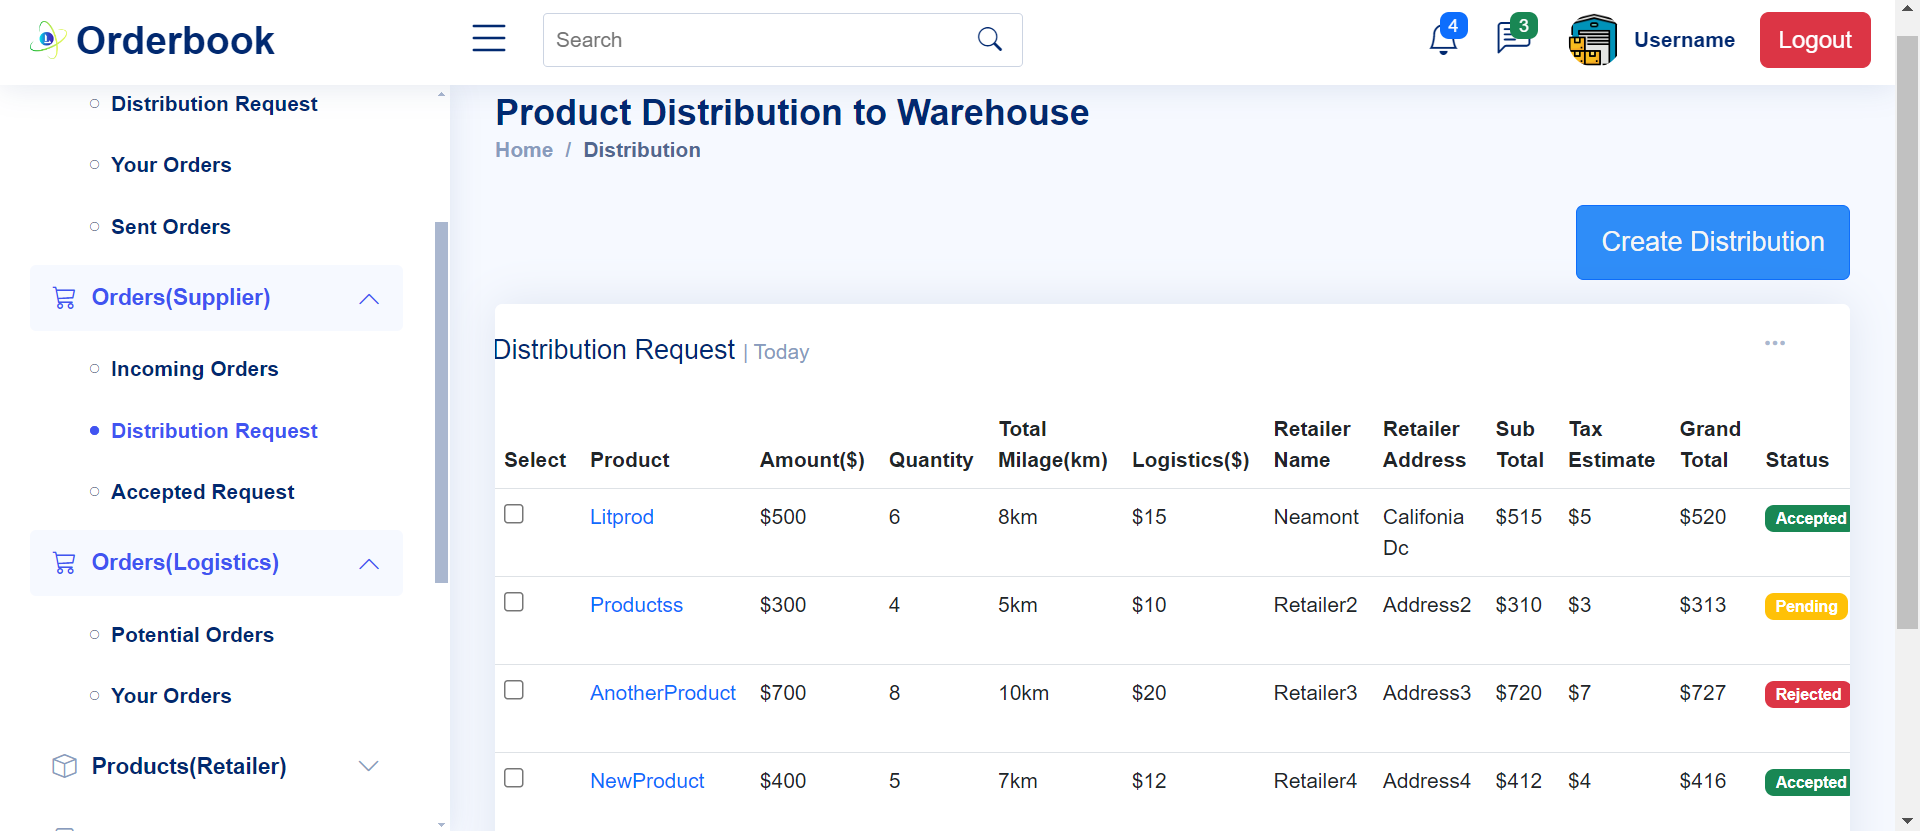 Orderbook
Search
4
3
Username
Logout
Distribution Request
Your Orders
Sent Orders
Orders(Supplier)
Incoming Orders
Distribution Request
Accepted Request
Orders(Logistics)
Potential Orders
Your Orders
Products(Retailer)
Product Distribution to Warehouse
Home / Distribution
Create Distribution
Distribution Request | Today
Select Product Amount($) Quantity Total Milage(km) Logistics($) Retailer Name Retailer Address Sub Total Tax Estimate Grand Total Status
Litprod $500 6 8km $15 Neamont Califonia Dc $515 $5 $520 Accepted
Productss $300 4 5km $10 Retailer2 Address2 $310 $3 $313 Pending
AnotherProduct $700 8 10km $20 Retailer3 Address3 $720 $7 $727 Rejected
NewProduct $400 5 7km $12 Retailer4 Address4 $412 $4 $416 Accepted